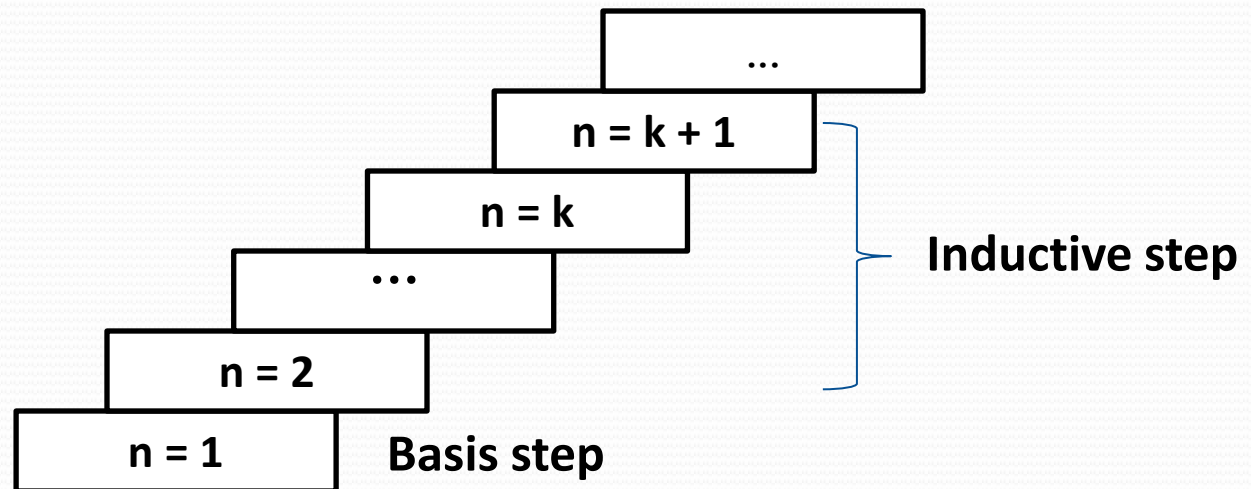 ...
n = k + 1
n = k
Inductive step
...
n = 2
n = 1
Basis step